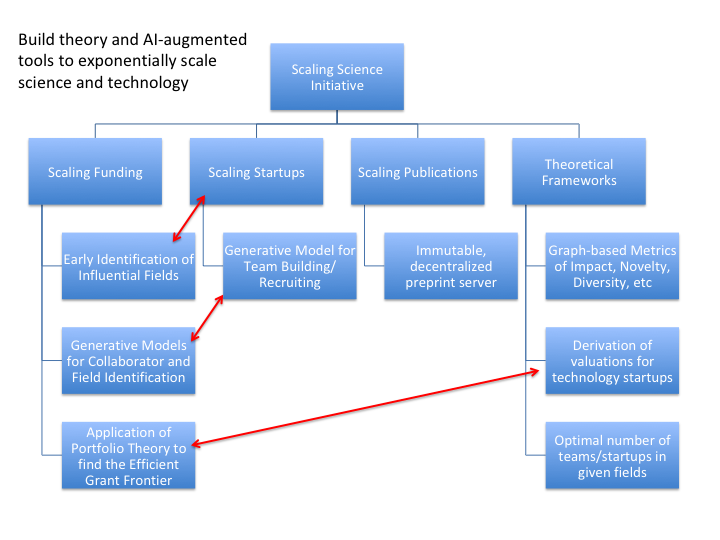 Build theory and AI-augmented
tools to exponentially scale
science and technology
Scaling Science
Initiative
Scaling Funding
Scaling Startups
Scaling Publications
Theoretical
Frameworks
Early Identification of
Influential Fields
Generative Model for
Team Building/
Recruiting
Immutable,
decentralized
preprint server
Graph-based Metrics
of Impact, Novelty,
Diversity, etc
Generative Models
for Collaborator and
Field Identification
Derivation of
valuations for
technology startups
Application of
Portfolio Theory to
find the Efficient
Grant Frontier
Optimal number of
teams/startups in
given fields